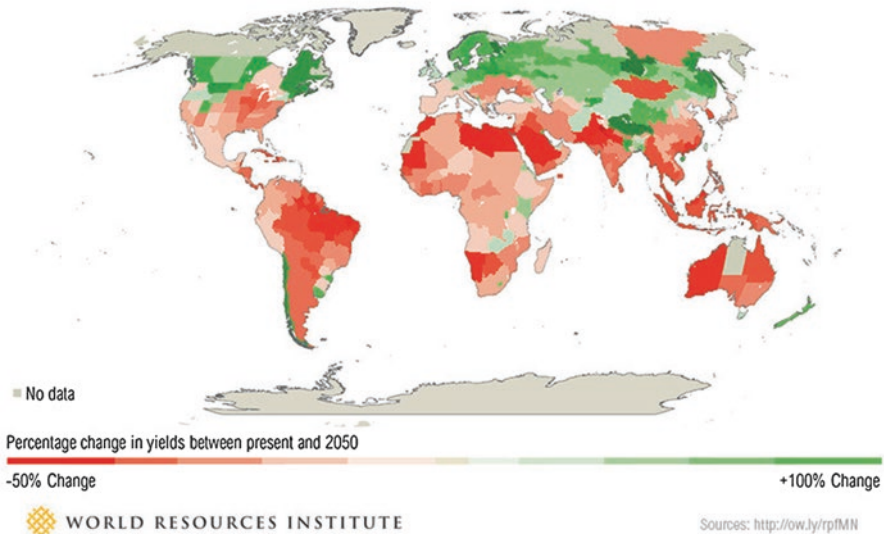 No data
Percentage change in yields between present and 2050
-50% Change
+100% Change
WORLD RESOURCES INSTITUTE
Sources: http://ow.ly/rpfMN